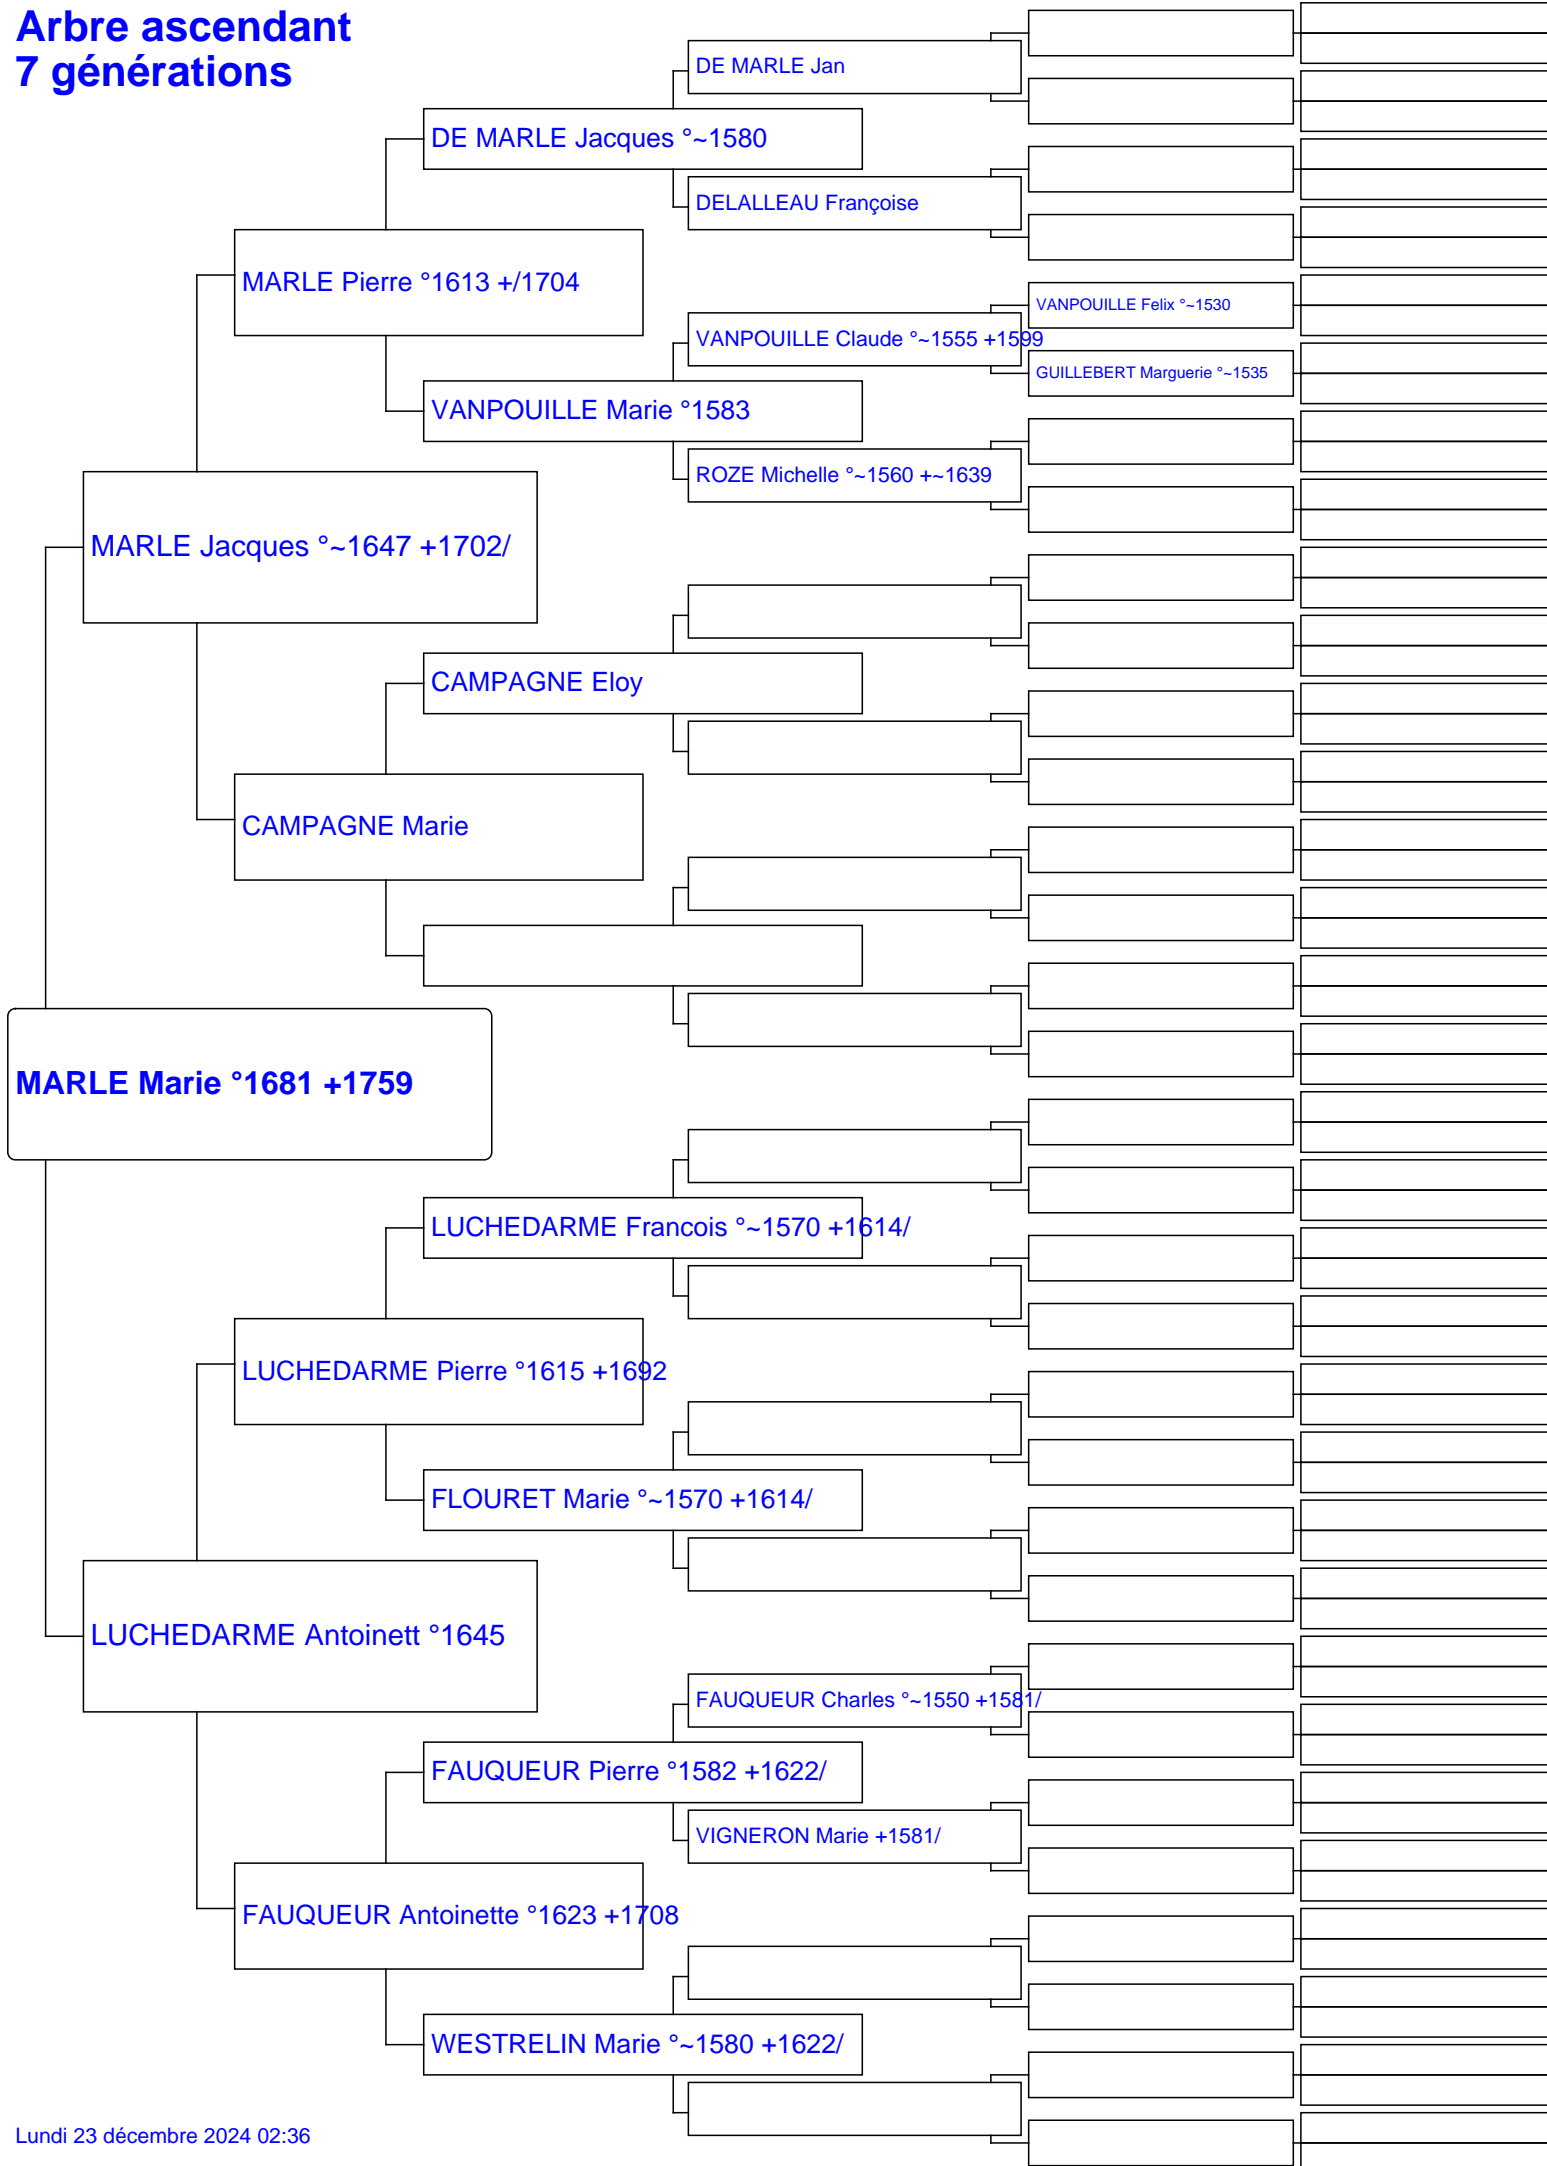 Arbre ascendant
7 générations
DE MARLE Jan
DE MARLE Jacques °~1580
DELALLEAU Françoise
MARLE Pierre °1613 +/1704
VANPOUILLE Felix °~1530
VANPOUILLE Claude °~1555 +1599
GUILLEBERT Marguerie °~1535
VANPOUILLE Marie °1583
ROZE Michelle °~1560 +~1639
MARLE Jacques °~1647 +1702/
CAMPAGNE Eloy
CAMPAGNE Marie
MARLE Marie °1681 +1759
LUCHEDARME Francois °~1570 +1614/
LUCHEDARME Pierre °1615 +1692
FLOURET Marie °~1570 +1614/
LUCHEDARME Antoinett °1645
FAUQUEUR Charles °~1550 +1581/
FAUQUEUR Pierre °1582 +1622/
VIGNERON Marie +1581/
FAUQUEUR Antoinette °1623 +1708
WESTRELIN Marie °~1580 +1622/
Lundi 23 décembre 2024 02:36